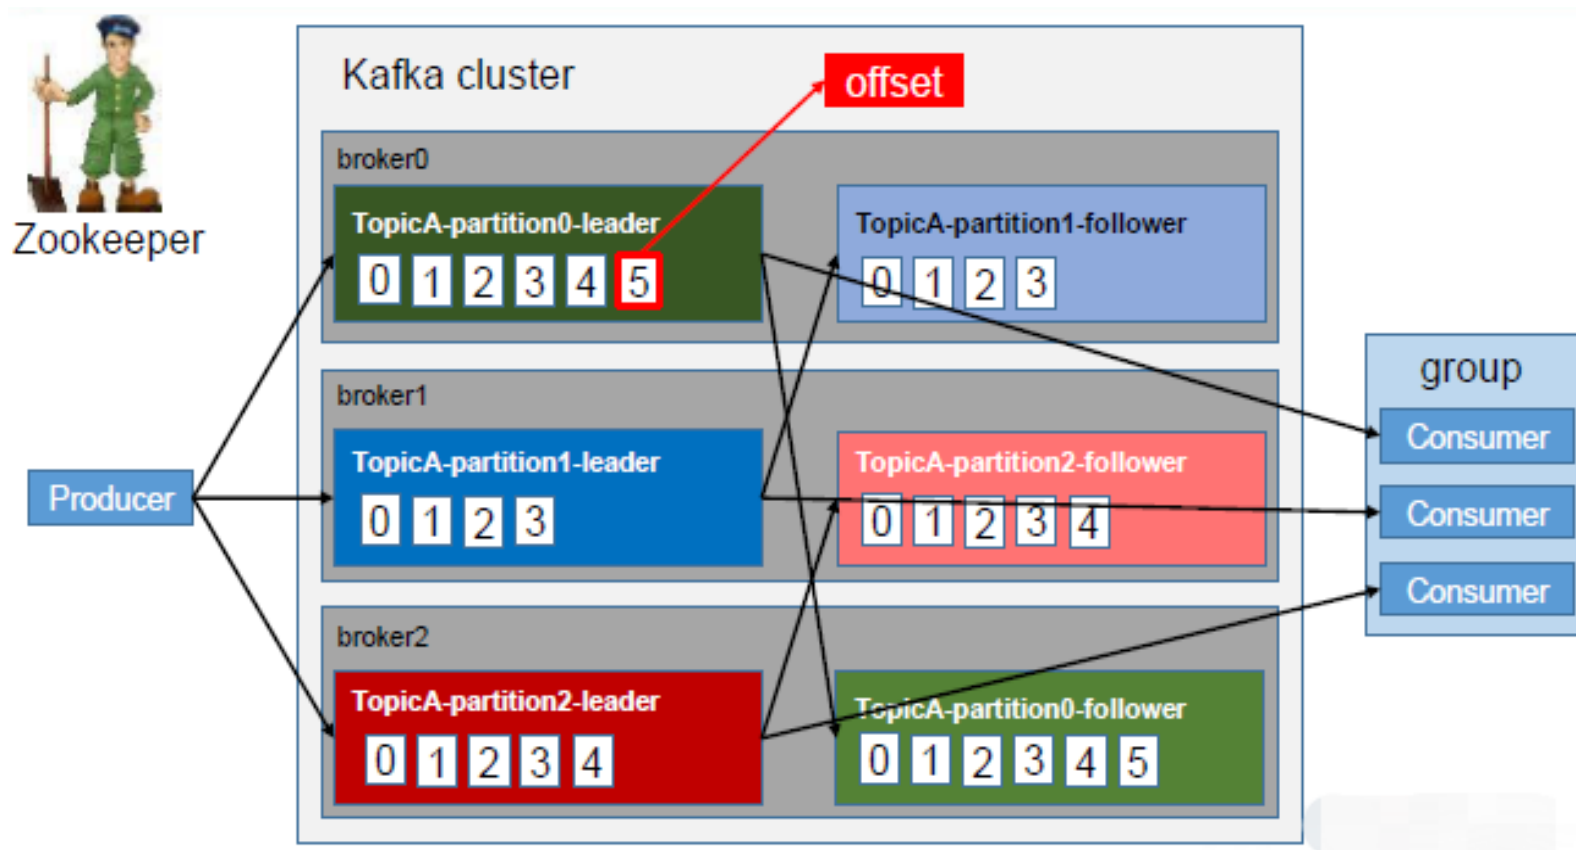 Zookeeper
Kafka cluster
offset
broker0
TopicA-partition0-leader
0 1 2 3 4 5
TopicA-partition1-follower
0 1 2 3
broker1
TopicA-partition1-leader
0 1 2 3
TopicA-partition2-follower
0 1 2 3 4
broker2
TopicA-partition2-leader
0 1 2 3 4
TopicA-partition0-follower
0 1 2 3 4 5
Producer
group
Consumer
Consumer
Consumer